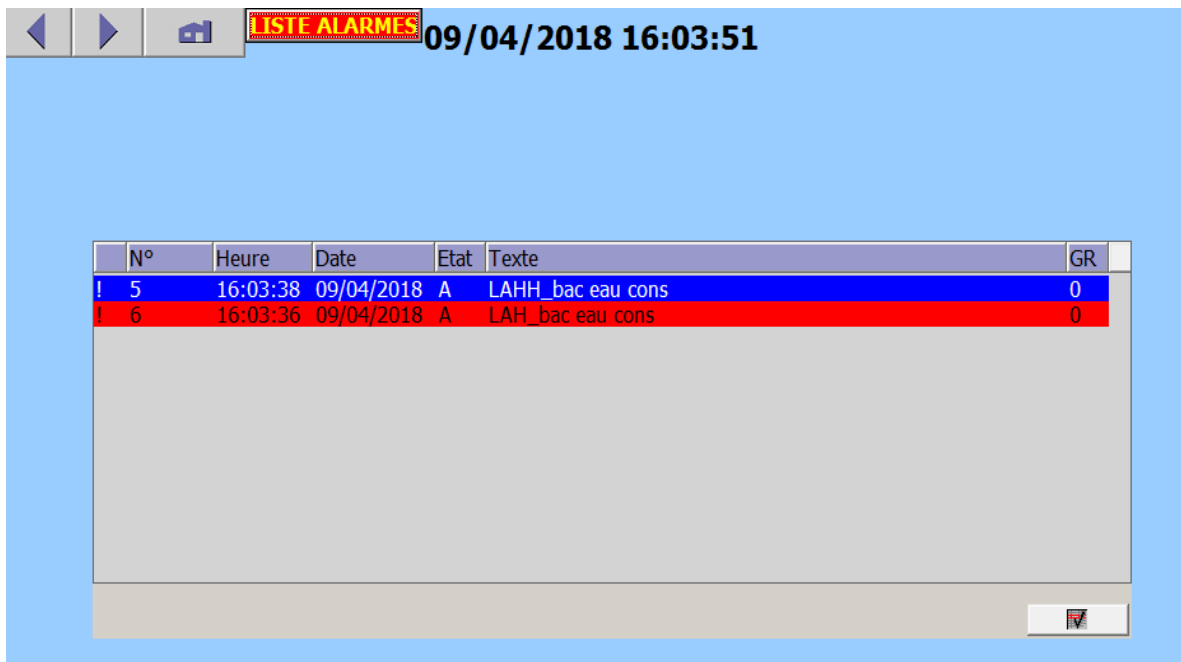 LISTE ALARMES 09/04/2018 16:03:51
N° Heure Date Etat Texte GR
! 5 16:03:38 09/04/2018 A LAHH_bac eau cons 0
! 6 16:03:36 09/04/2018 A LAH_bac eau cons 0